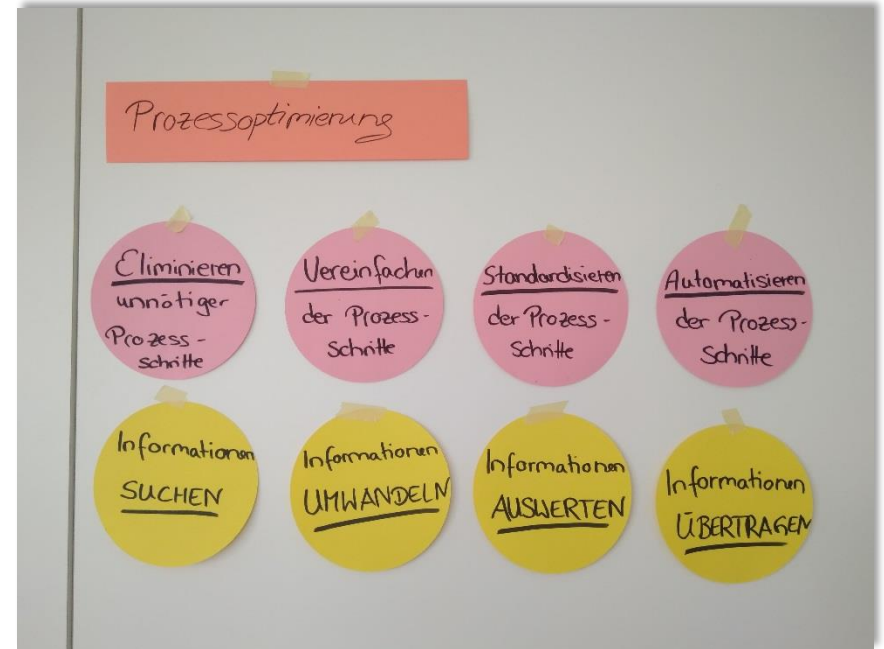 Prozessoptimierung
Eliminieren
unnötiger
Prozess-
schritte
Vereinfachen
der Prozess-
Schritte
Standardisieren
der Prozess-
Schritte
Automatisieren
der Prozess-
Schritte
Informationen
SUCHEN
Informationen
UMWANDELN
Informationen
AUSWERTEN
Informationen
ÜBERTRAGEN